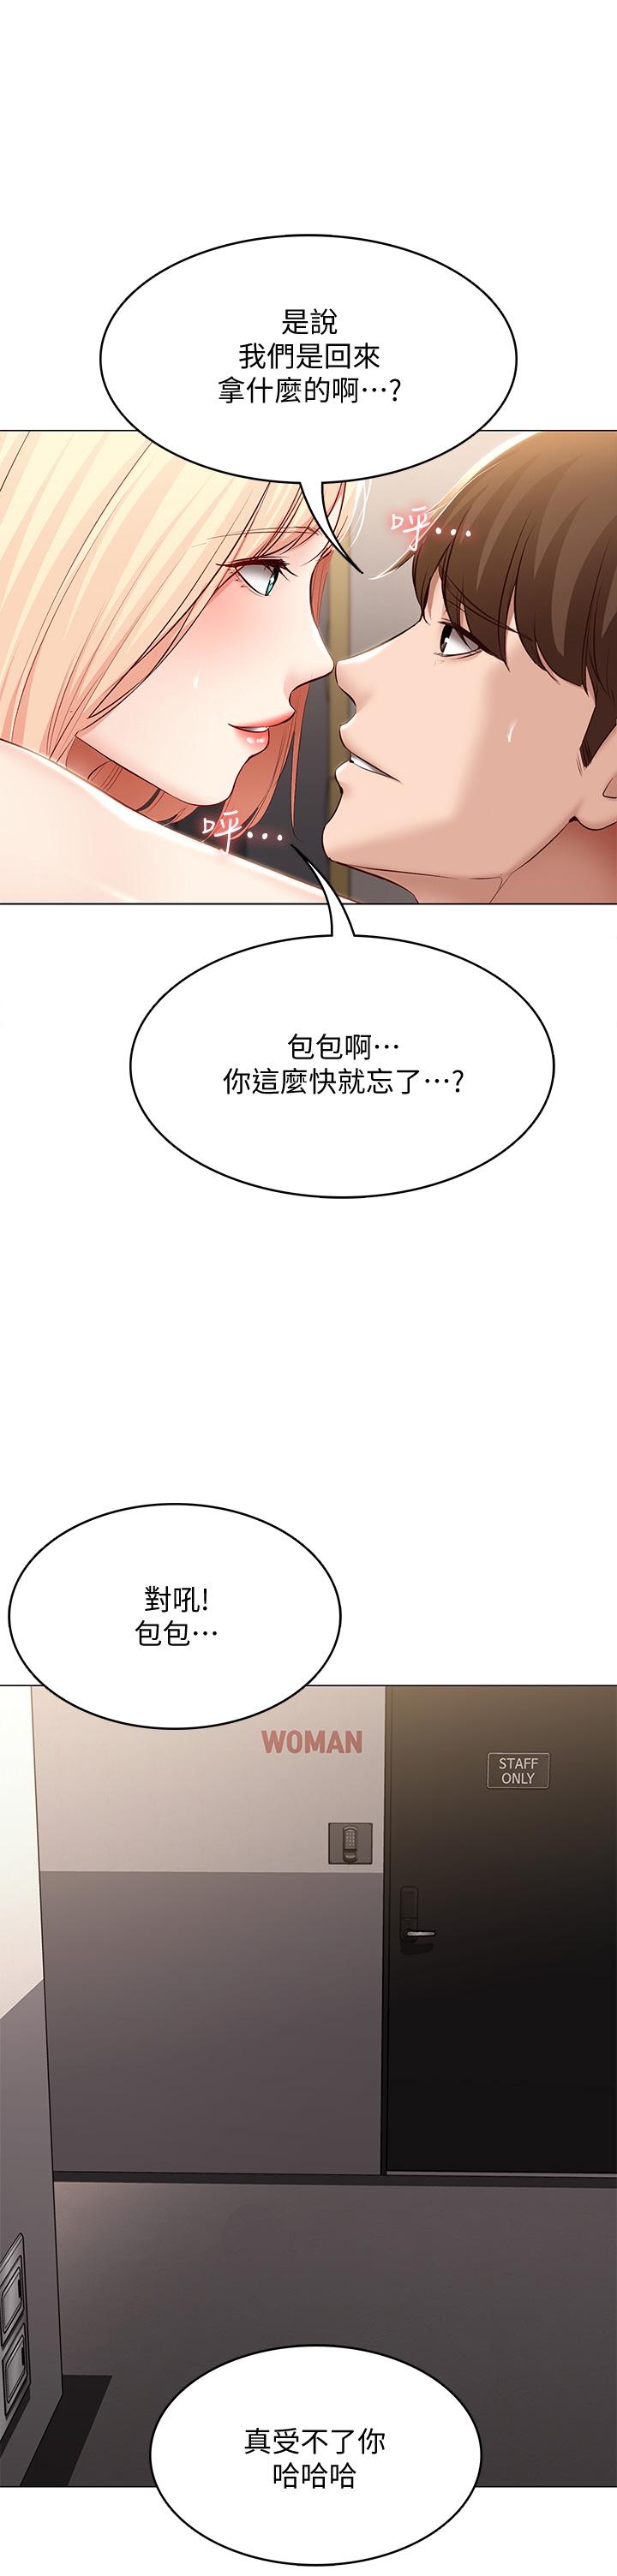 是說
我們是回來
拿什麼的啊…?
呼…
呼…
包包啊…
你這麼快就忘了…?
對吼!
包包…
WOMAN
STAFF
ONLY
真受不了你
哈哈哈